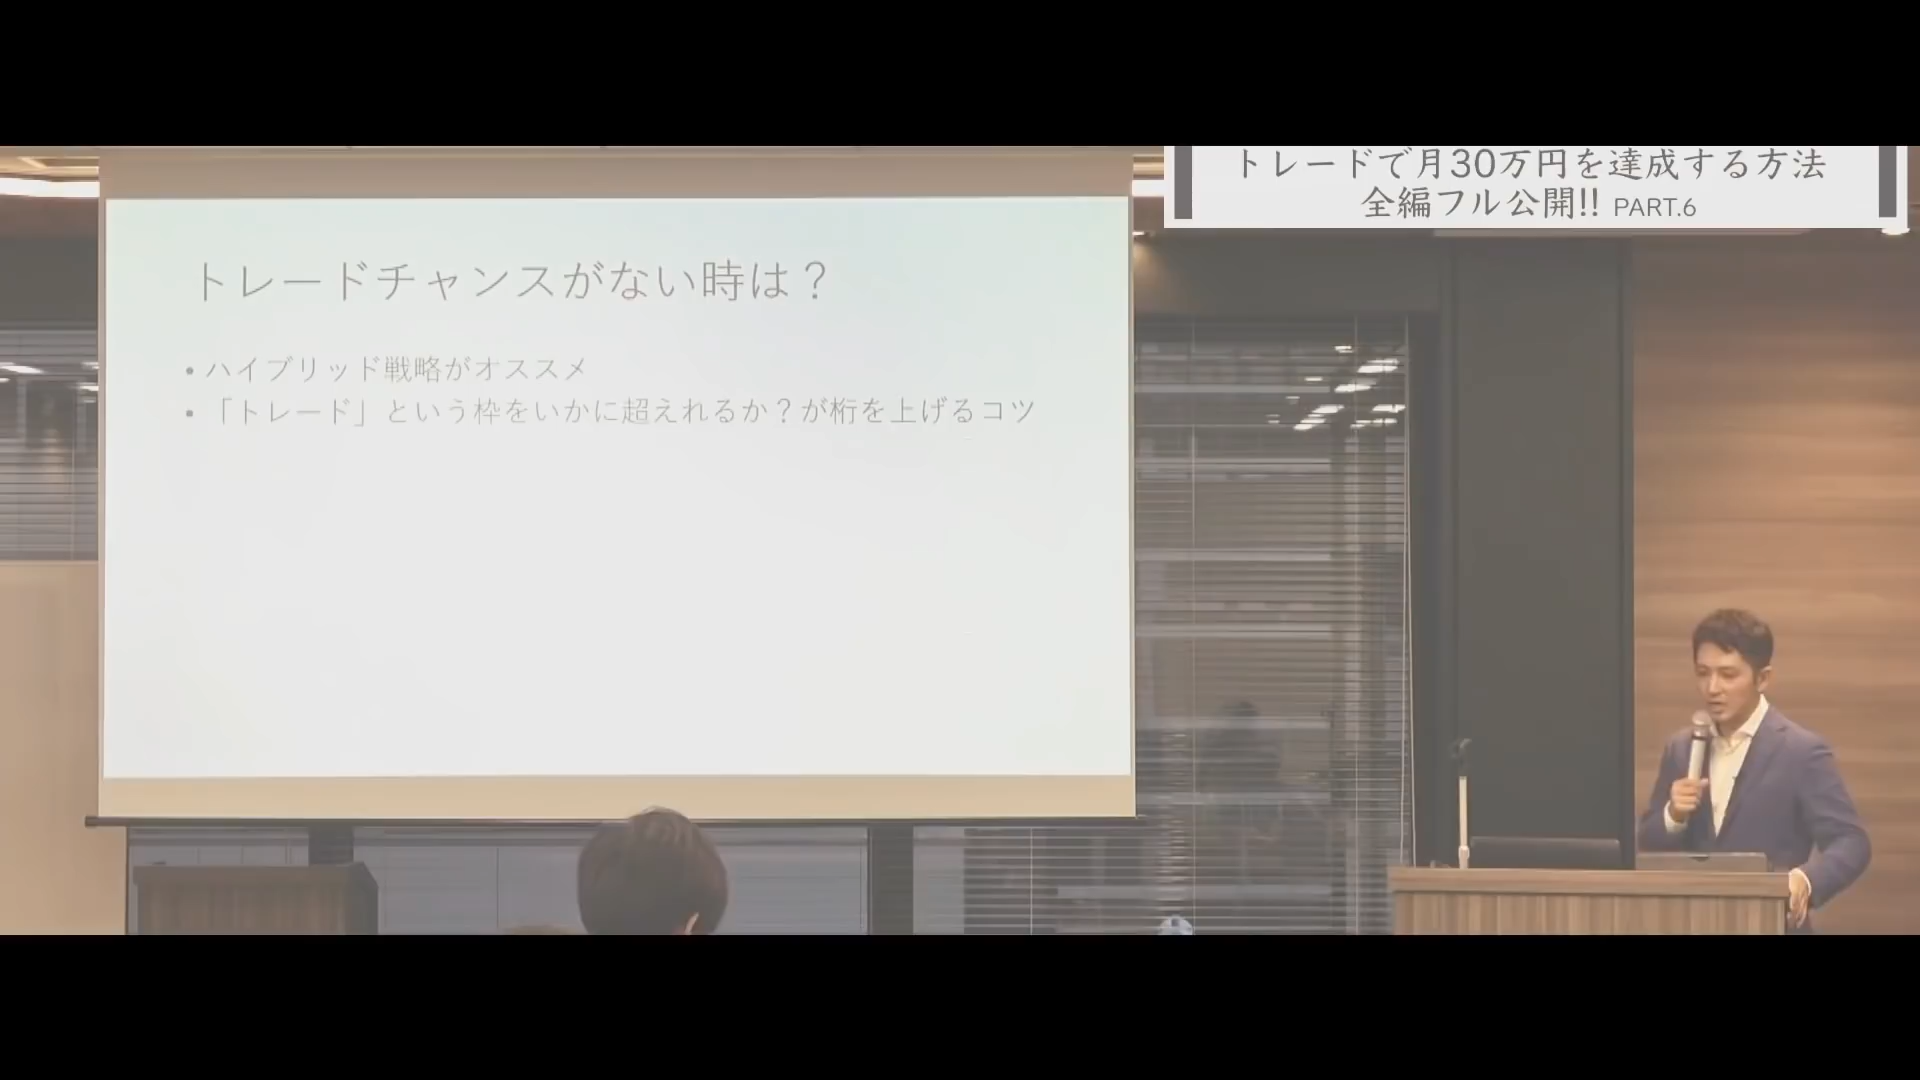 トレードで月30万円を達成する方法
全編フル公開!! PART.6
トレードチャンスがない時は？
• ハイブリッド戦略がオススメ
• 「トレード」という枠をいかに超えれるか？が桁を上げるコツ